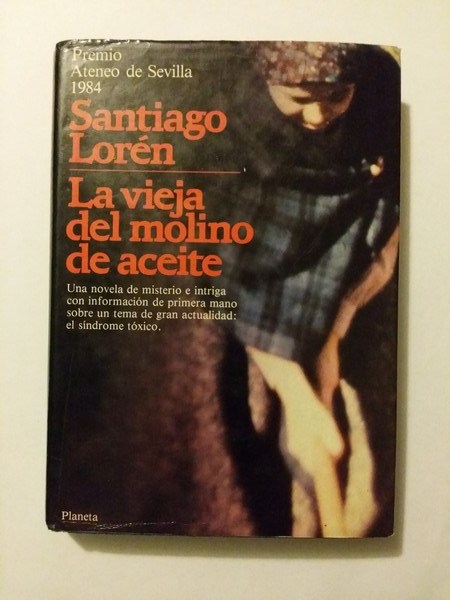 Premio
Ateneo de Sevilla
1984
Santiago
Lorén
La vieja
del molino
de aceite
Una novela de misterio e intriga
con información de primera mano
sobre un tema de gran actualidad:
el síndrome tóxico.
Planeta